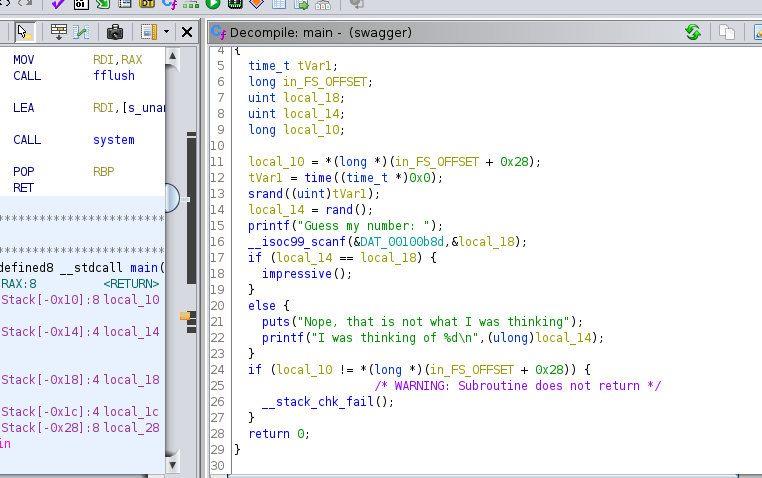 MOV RDI,RAX
CALL fflush
LEA RDI,[s_una
CALL system
POP RBP
RET
************************
************************
defined8 __stdcall main(
RAX:8 <RETURN>
Stack[-0x10]:8 local_10
Stack[-0x14]:4 local_14
Stack[-0x18]:4 local_18
Stack[-0x1c]:4 local_1c
Stack[-0x28]:8 local_28
in
Decompile: main - (swagger)
4 {
5 time_t tVar1;
6 long in_FS_OFFSET;
7 uint local_18;
8 uint local_14;
9 long local_10;
10
11 local_10 = *(long *)(in_FS_OFFSET + 0x28);
12 tVar1 = time((time_t *)0x0);
13 srand((uint)tVar1);
14 local_14 = rand();
15 printf("Guess my number: ");
16 __isoc99_scanf(&DAT_00100b8d,&local_18);
17 if (local_14 == local_18) {
18 impressive();
19 }
20 else {
21 puts("Nope, that is not what I was thinking");
22 printf("I was thinking of %d\n",(ulong)local_14);
23 }
24 if (local_10 != *(long *)(in_FS_OFFSET + 0x28)) {
25 /* WARNING: Subroutine does not return */
26 __stack_chk_fail();
27 }
28 return 0;
29 }
30